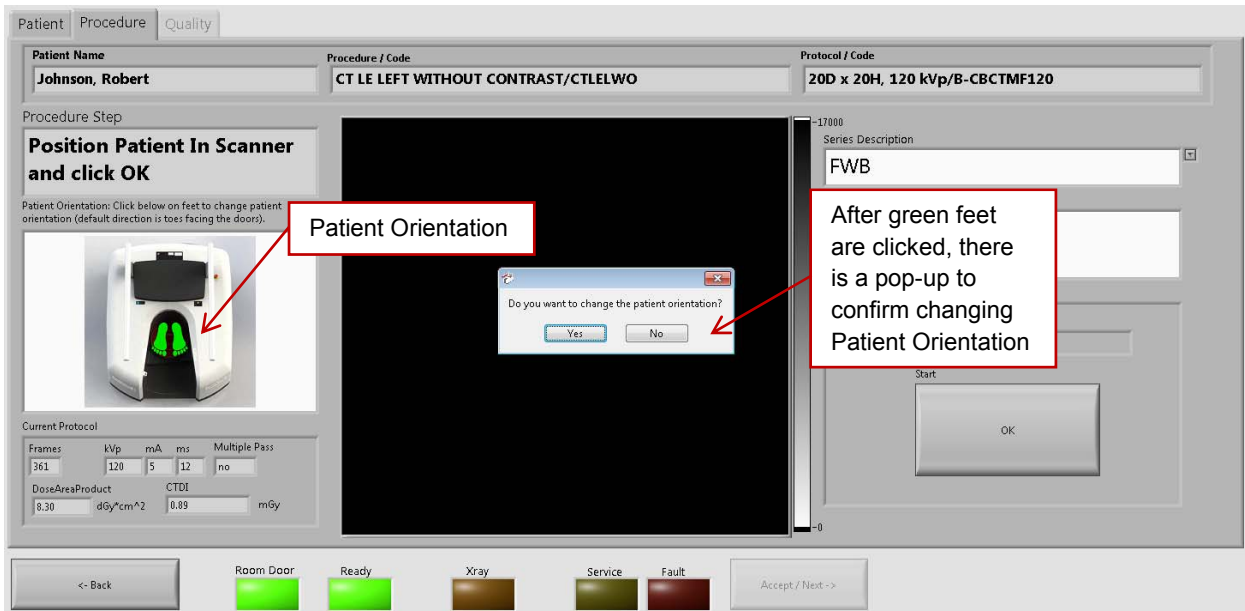 Patient Procedure Quality
Patient Name
Johnson, Robert
Procedure / Code
CT LE LEFT WITHOUT CONTRAST/CTLELWO
Protocol / Code
20D x 20H, 120 kVp/B-CBCTMF120
Procedure Step
Position Patient In Scanner
and click OK
Patient Orientation: Click below on feet to change patient
orientation (default direction is toes facing the doors).
Patient Orientation
Do you want to change the patient orientation?
Yes No
-17000
-0
Series Description
FWB
After green feet
are clicked, there
is a pop-up to
confirm changing
Patient Orientation
Start
OK
Current Protocol
Frames kVp mA ms Multiple Pass
361 120 5 12 no
DoseAreaProduct CTDI
8.30 dGy*cm^2 0.89 mGy
<- Back
Room Door Ready Xray Service Fault
Accept / Next ->